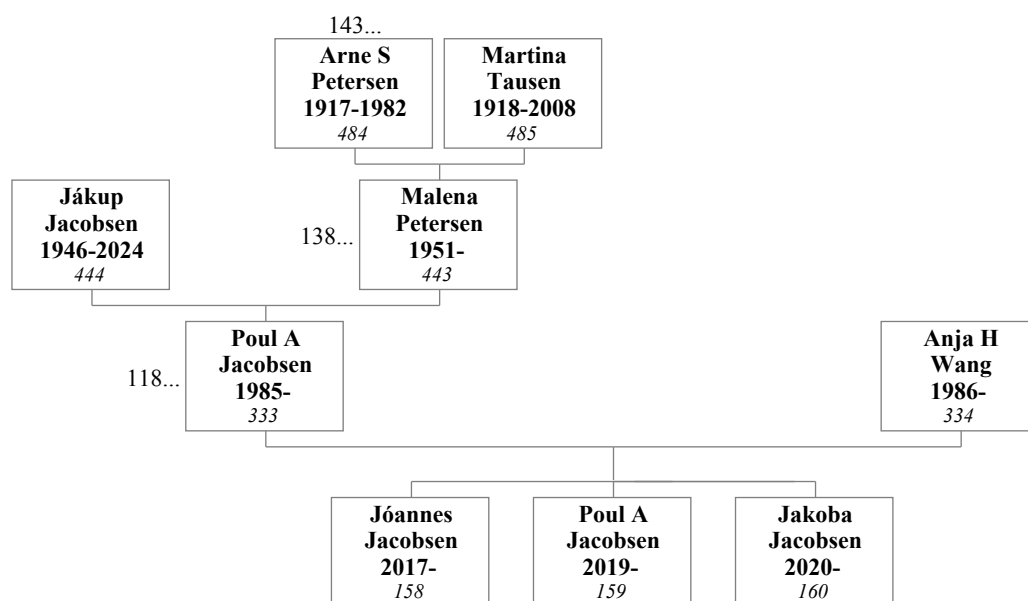 143...
Arne S
Petersen
1917-1982
484
Martina
Tausen
1918-2008
485
Jákup
Jacobsen
1946-2024
444
138...
Malena
Petersen
1951-
443
118...
Poul A
Jacobsen
1985-
333
Anja H
Wang
1986-
334
Jóannes
Jacobsen
2017-
158
Poul A
Jacobsen
2019-
159
Jakoba
Jacobsen
2020-
160